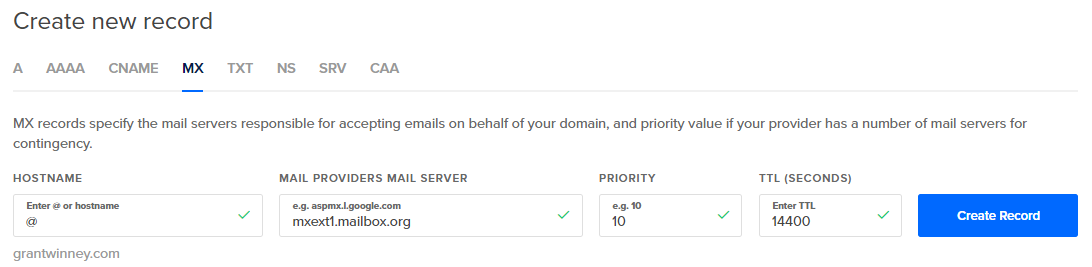 Create new record
A AAAA CNAME MX TXT NS SRV CAA
MX records specify the mail servers responsible for accepting emails on behalf of your domain, and priority value if your provider has a number of mail servers for
contingency.
HOSTNAME MAIL PROVIDERS MAIL SERVER PRIORITY TTL (SECONDS)
Enter @ or hostname e.g. aspmx.l.google.com e.g. 10 Enter TTL
@ mxext1.mailbox.org 10 14400 Create Record
grantwinney.com